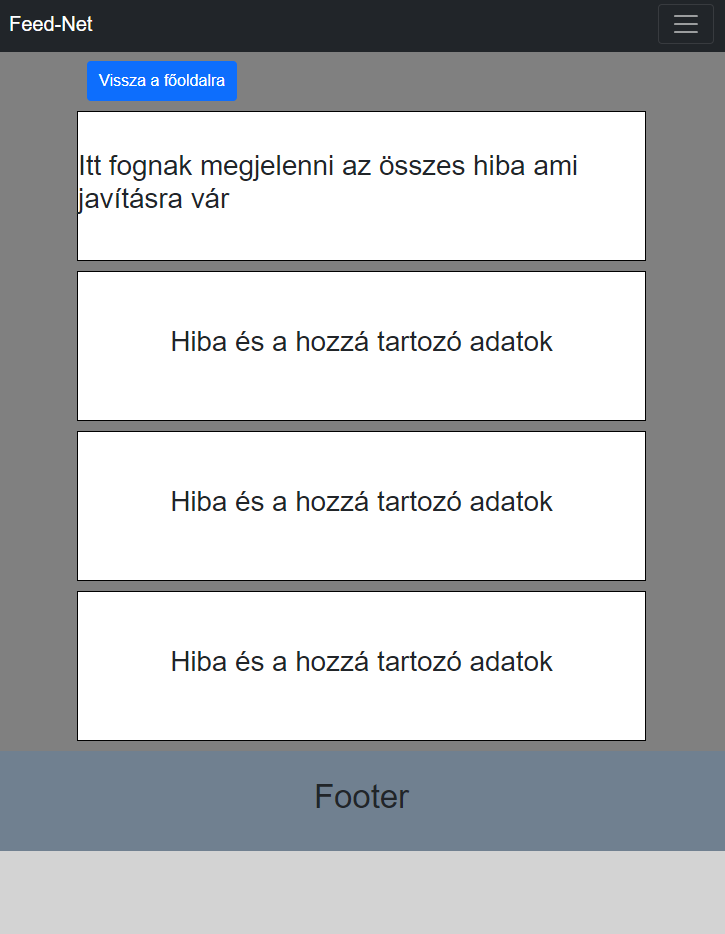 Feed-Net
Vissza a főoldalra
Itt fognak megjelenni az összes hiba ami
javításra vár
Hiba és a hozzá tartozó adatok
Hiba és a hozzá tartozó adatok
Hiba és a hozzá tartozó adatok
Footer